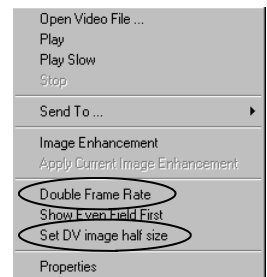 Open Video File ...
Play
Play Slow
Stop
Send To ...
Image Enhancement
Apply Current Image Enhancement
Double Frame Rate
Show Even Field First
Set DV image half size
Properties